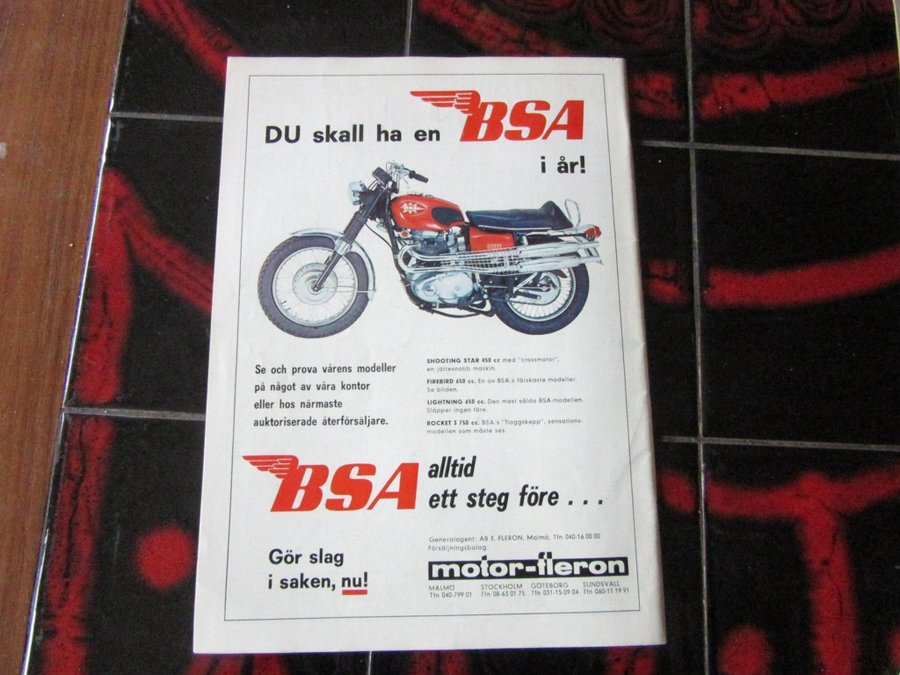 DU skall ha en BSA
i år!
Se och prova vårens modeller
på något av våra kontor
eller hos närmaste
auktoriserade återförsäljare.
SHOOTING STAR 450 cc med "crossmotor",
en jättesnabb maskin.
FIREBIRD 650 cc. En av BSA:s färskaste modeller.
Se bilden.
LIGHTNING 650 cc. Den mest sålda BSA-modellen.
Släpper ingen före.
ROCKET 3 750 cc. BSA:s "flaggskepp", sensations-
modellen som måste ses.
BSA alltid
ett steg före . . .
Gör slag
i saken, nu!
Generalagent: AB E. FLERON, Malmö, Tfn 040-16 00 00
Försäljningsbolag:
motor-fleron
MALMÖ STOCKHOLM GÖTEBORG SUNDSVALL
Tfn 040-799 01 Tfn 08-63 01 75 Tfn 031-15 09 04 Tfn 060-11 19 91